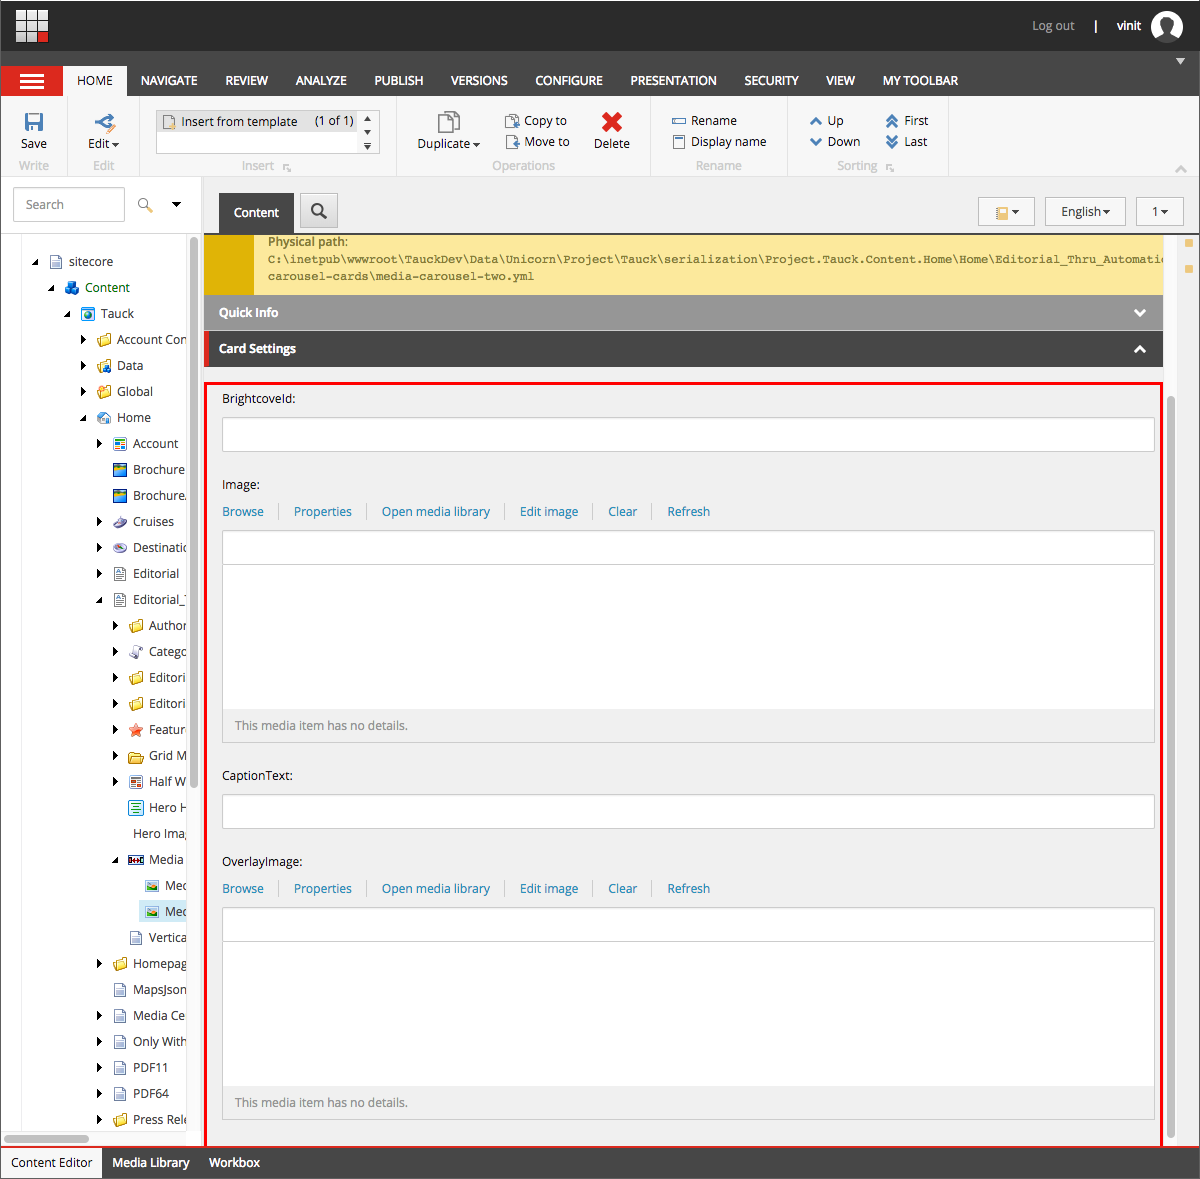 Log out | vinit
HOME NAVIGATE REVIEW ANALYZE PUBLISH VERSIONS CONFIGURE PRESENTATION SECURITY VIEW MY TOOLBAR
Save
Write
Edit
Edit
Insert from template (1 of 1)
Insert
Duplicate
Copy to
Move to
Delete
Operations
Rename
Display name
Rename
Up
Down
First
Last
Sorting
Search
Content
English
1
sitecore
Content
Tauck
Account Con
Data
Global
Home
Account
Brochure
Brochure
Cruises
Destinatio
Editorial
Editorial_
Author
Catego
Editori
Editori
Featur
Grid M
Half W
Hero H
Hero Ima
Media
Med
Med
Vertica
Homepag
MapsJson
Media Ce
Only With
PDF11
PDF64
Press Rele
Physical path:
C:\inetpub\wwwroot\TauckDev\Data\Unicorn\Project\Tauck\serialization\Project.Tauck.Content.Home\Home\Editorial_Thru_Automatic
carousel-cards\media-carousel-two.yml
Quick Info
Card Settings
BrightcoveId:
Image:
Browse Properties Open media library Edit image Clear Refresh
This media item has no details.
CaptionText:
OverlayImage:
Browse Properties Open media library Edit image Clear Refresh
This media item has no details.
Content Editor Media Library Workbox